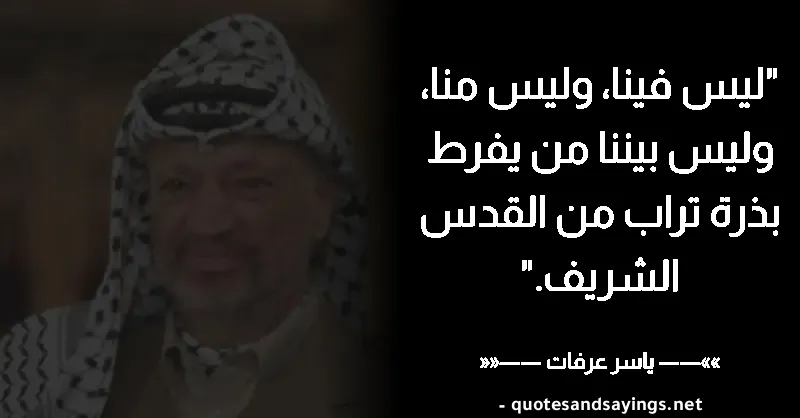 "ليس فينا، وليس منا،
وليس بيننا من يفرط
بذرة تراب من القدس
الشريف."
»»—— ياسر عرفات ——««
- quotesandsayings.net